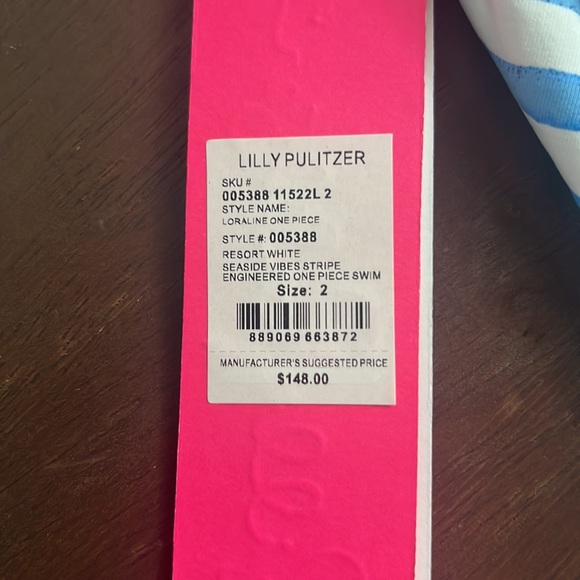 LILLY PULITZER
SKU #
005388 11522L 2
STYLE NAME:
LORALINE ONE PIECE
STYLE #: 005388
RESORT WHITE
SEASIDE VIBES STRIPE
ENGINEERED ONE PIECE SWIM
Size: 2
889069 663872
MANUFACTURER'S SUGGESTED PRICE
$148.00